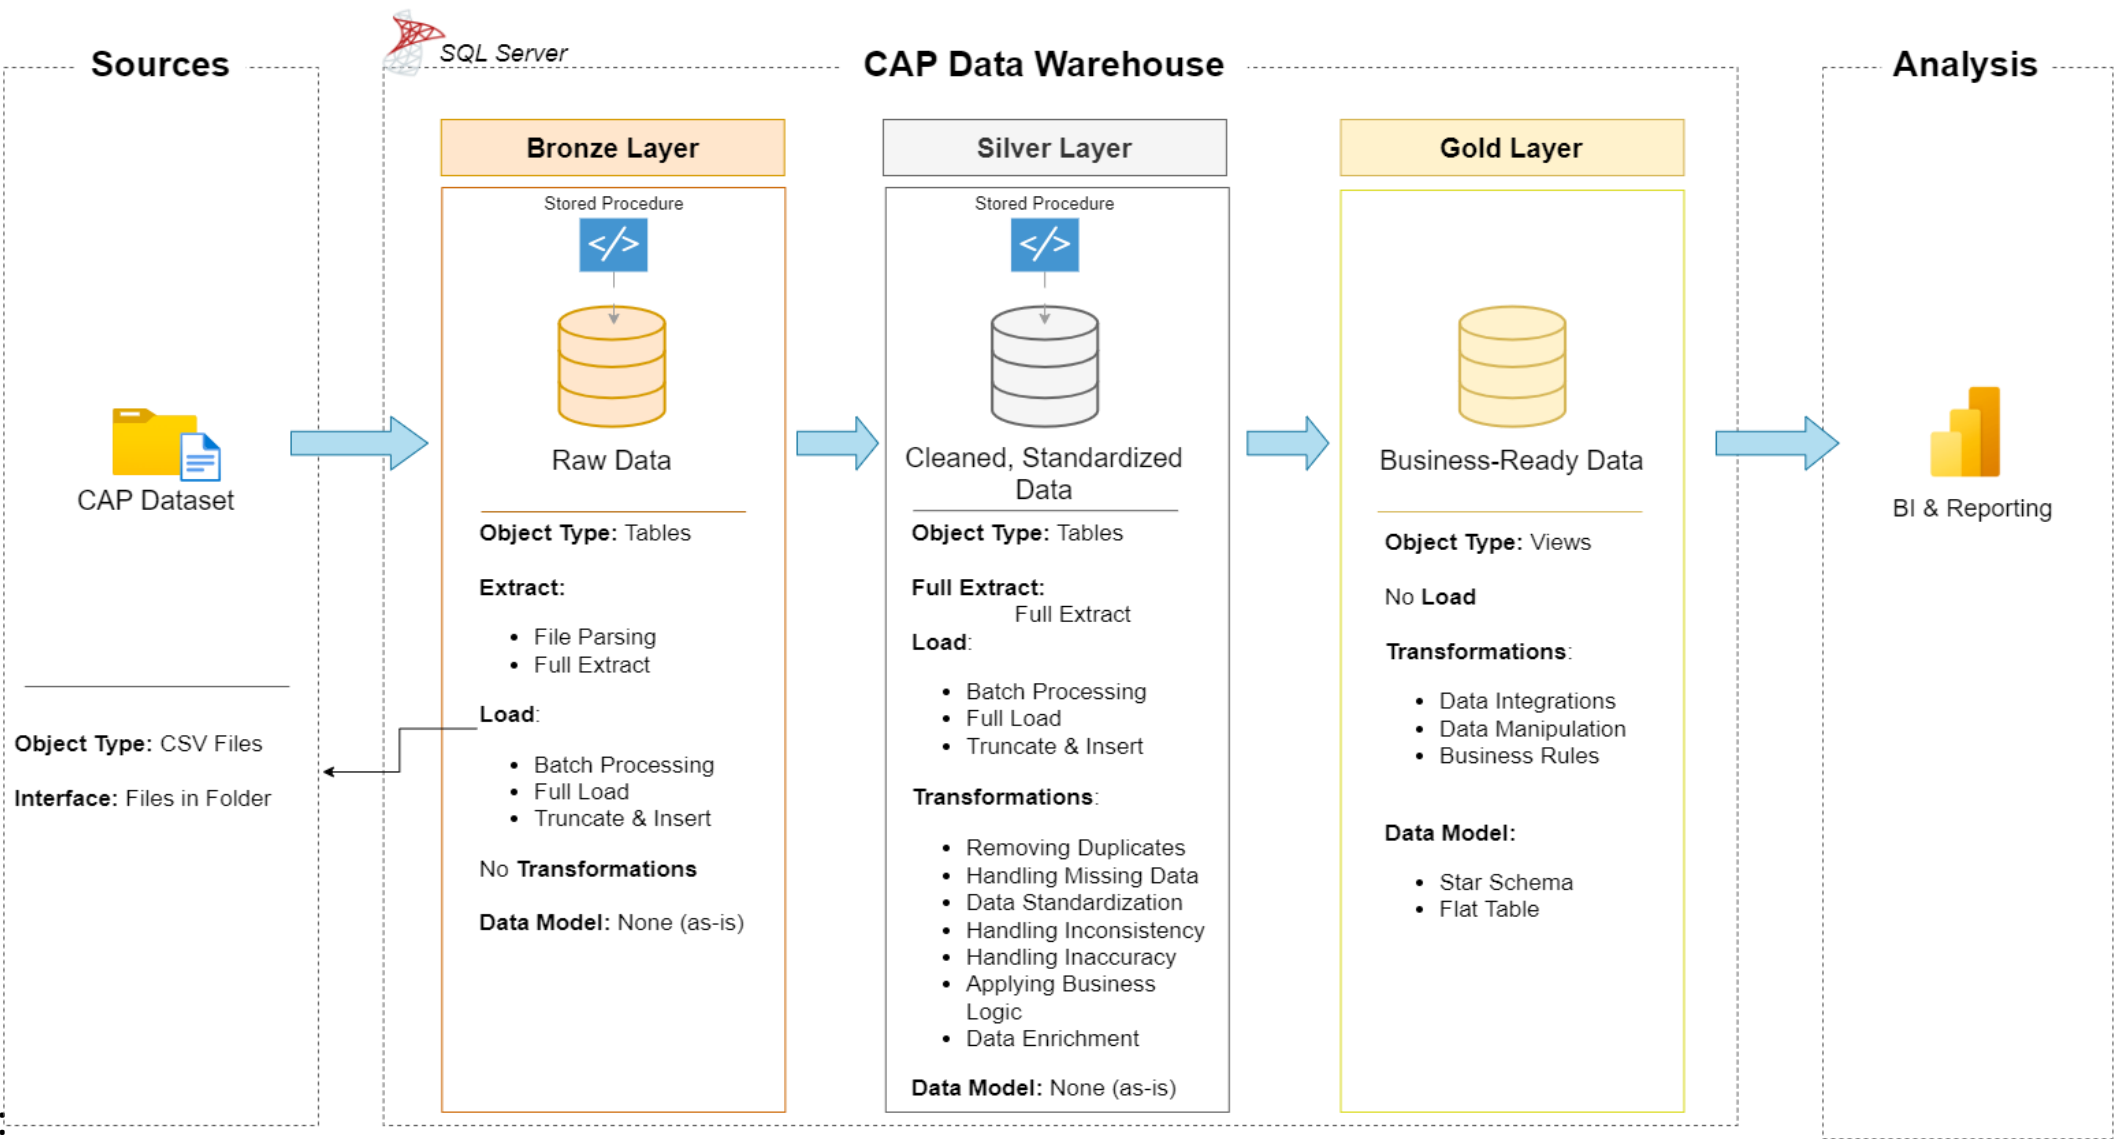 Sources
SQL Server
CAP Data Warehouse
Analysis
CAP Dataset
Object Type: CSV Files
Interface: Files in Folder
Bronze Layer
Stored Procedure
</>
Raw Data
Object Type: Tables
Extract:
• File Parsing
• Full Extract
Load:
• Batch Processing
• Full Load
• Truncate & Insert
No Transformations
Data Model: None (as-is)
Silver Layer
Stored Procedure
</>
Cleaned, Standardized
Data
Object Type: Tables
Full Extract:
Full Extract
Load:
• Batch Processing
• Full Load
• Truncate & Insert
Transformations:
• Removing Duplicates
• Handling Missing Data
• Data Standardization
• Handling Inconsistency
• Handling Inaccuracy
• Applying Business
Logic
• Data Enrichment
Data Model: None (as-is)
Gold Layer
Business-Ready Data
Object Type: Views
No Load
Transformations:
• Data Integrations
• Data Manipulation
• Business Rules
Data Model:
• Star Schema
• Flat Table
BI & Reporting